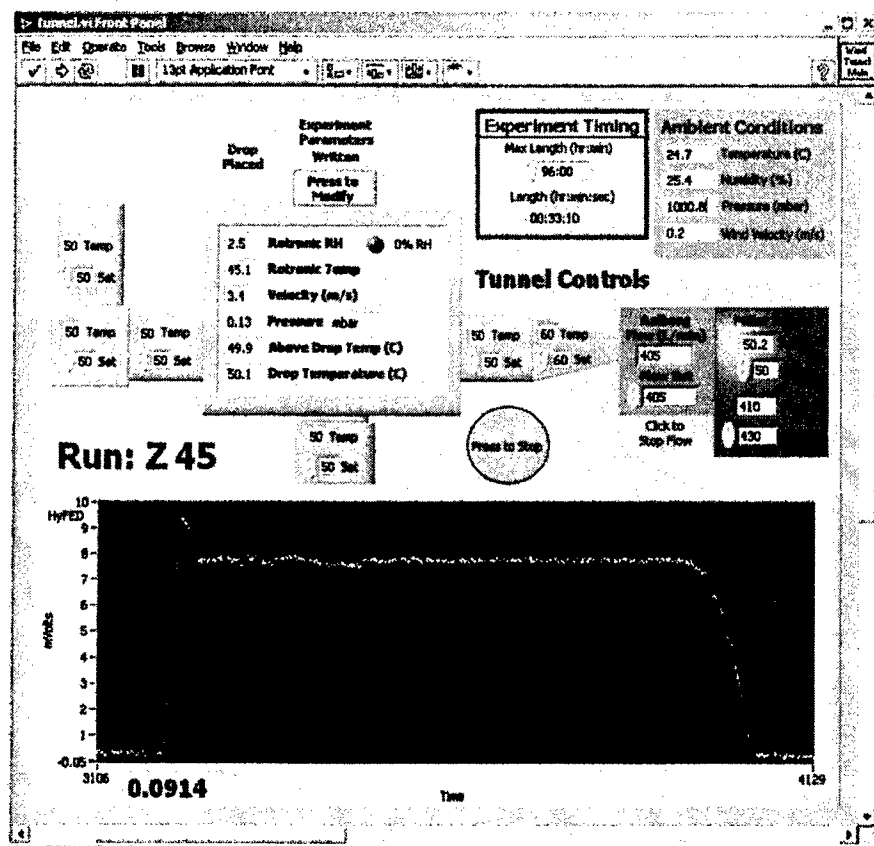 tunnel.vi Front Panel
File Edit Operate Tools Browse Window Help
13pt Application Font
Wind
Tunnel
Main
Drop
Placed
Experiment
Parameters
Written
Press to
Modify
Experiment Timing
Max Length (hr:min)
96:00
Length (hr:min:sec)
00:33:10
Ambient Conditions
24.7 Temperature (C)
25.4 Humidity (%)
1000.8 Pressure (mbar)
0.2 Wind Velocity (m/s)
50 Temp
50 Set
2.5 Rotronic RH 0% RH
45.1 Rotronic Temp
3.4 Velocity (m/s)
0.13 Pressure mbar
49.9 Above Drop Temp (C)
50.1 Drop Temperature (C)
Tunnel Controls
50 Temp
50 Set
50 Temp
50 Set
50 Temp
50 Set
60 Temp
60 Set
405
405
Click to
Stop Flow
50.2
50
410
430
Run: Z 45
50 Temp
50 Set
Press to Stop
HyFED
mVolts
10
9
8
7
6
5
4
3
2
1
-0.05
3106
4129
0.0914
Time